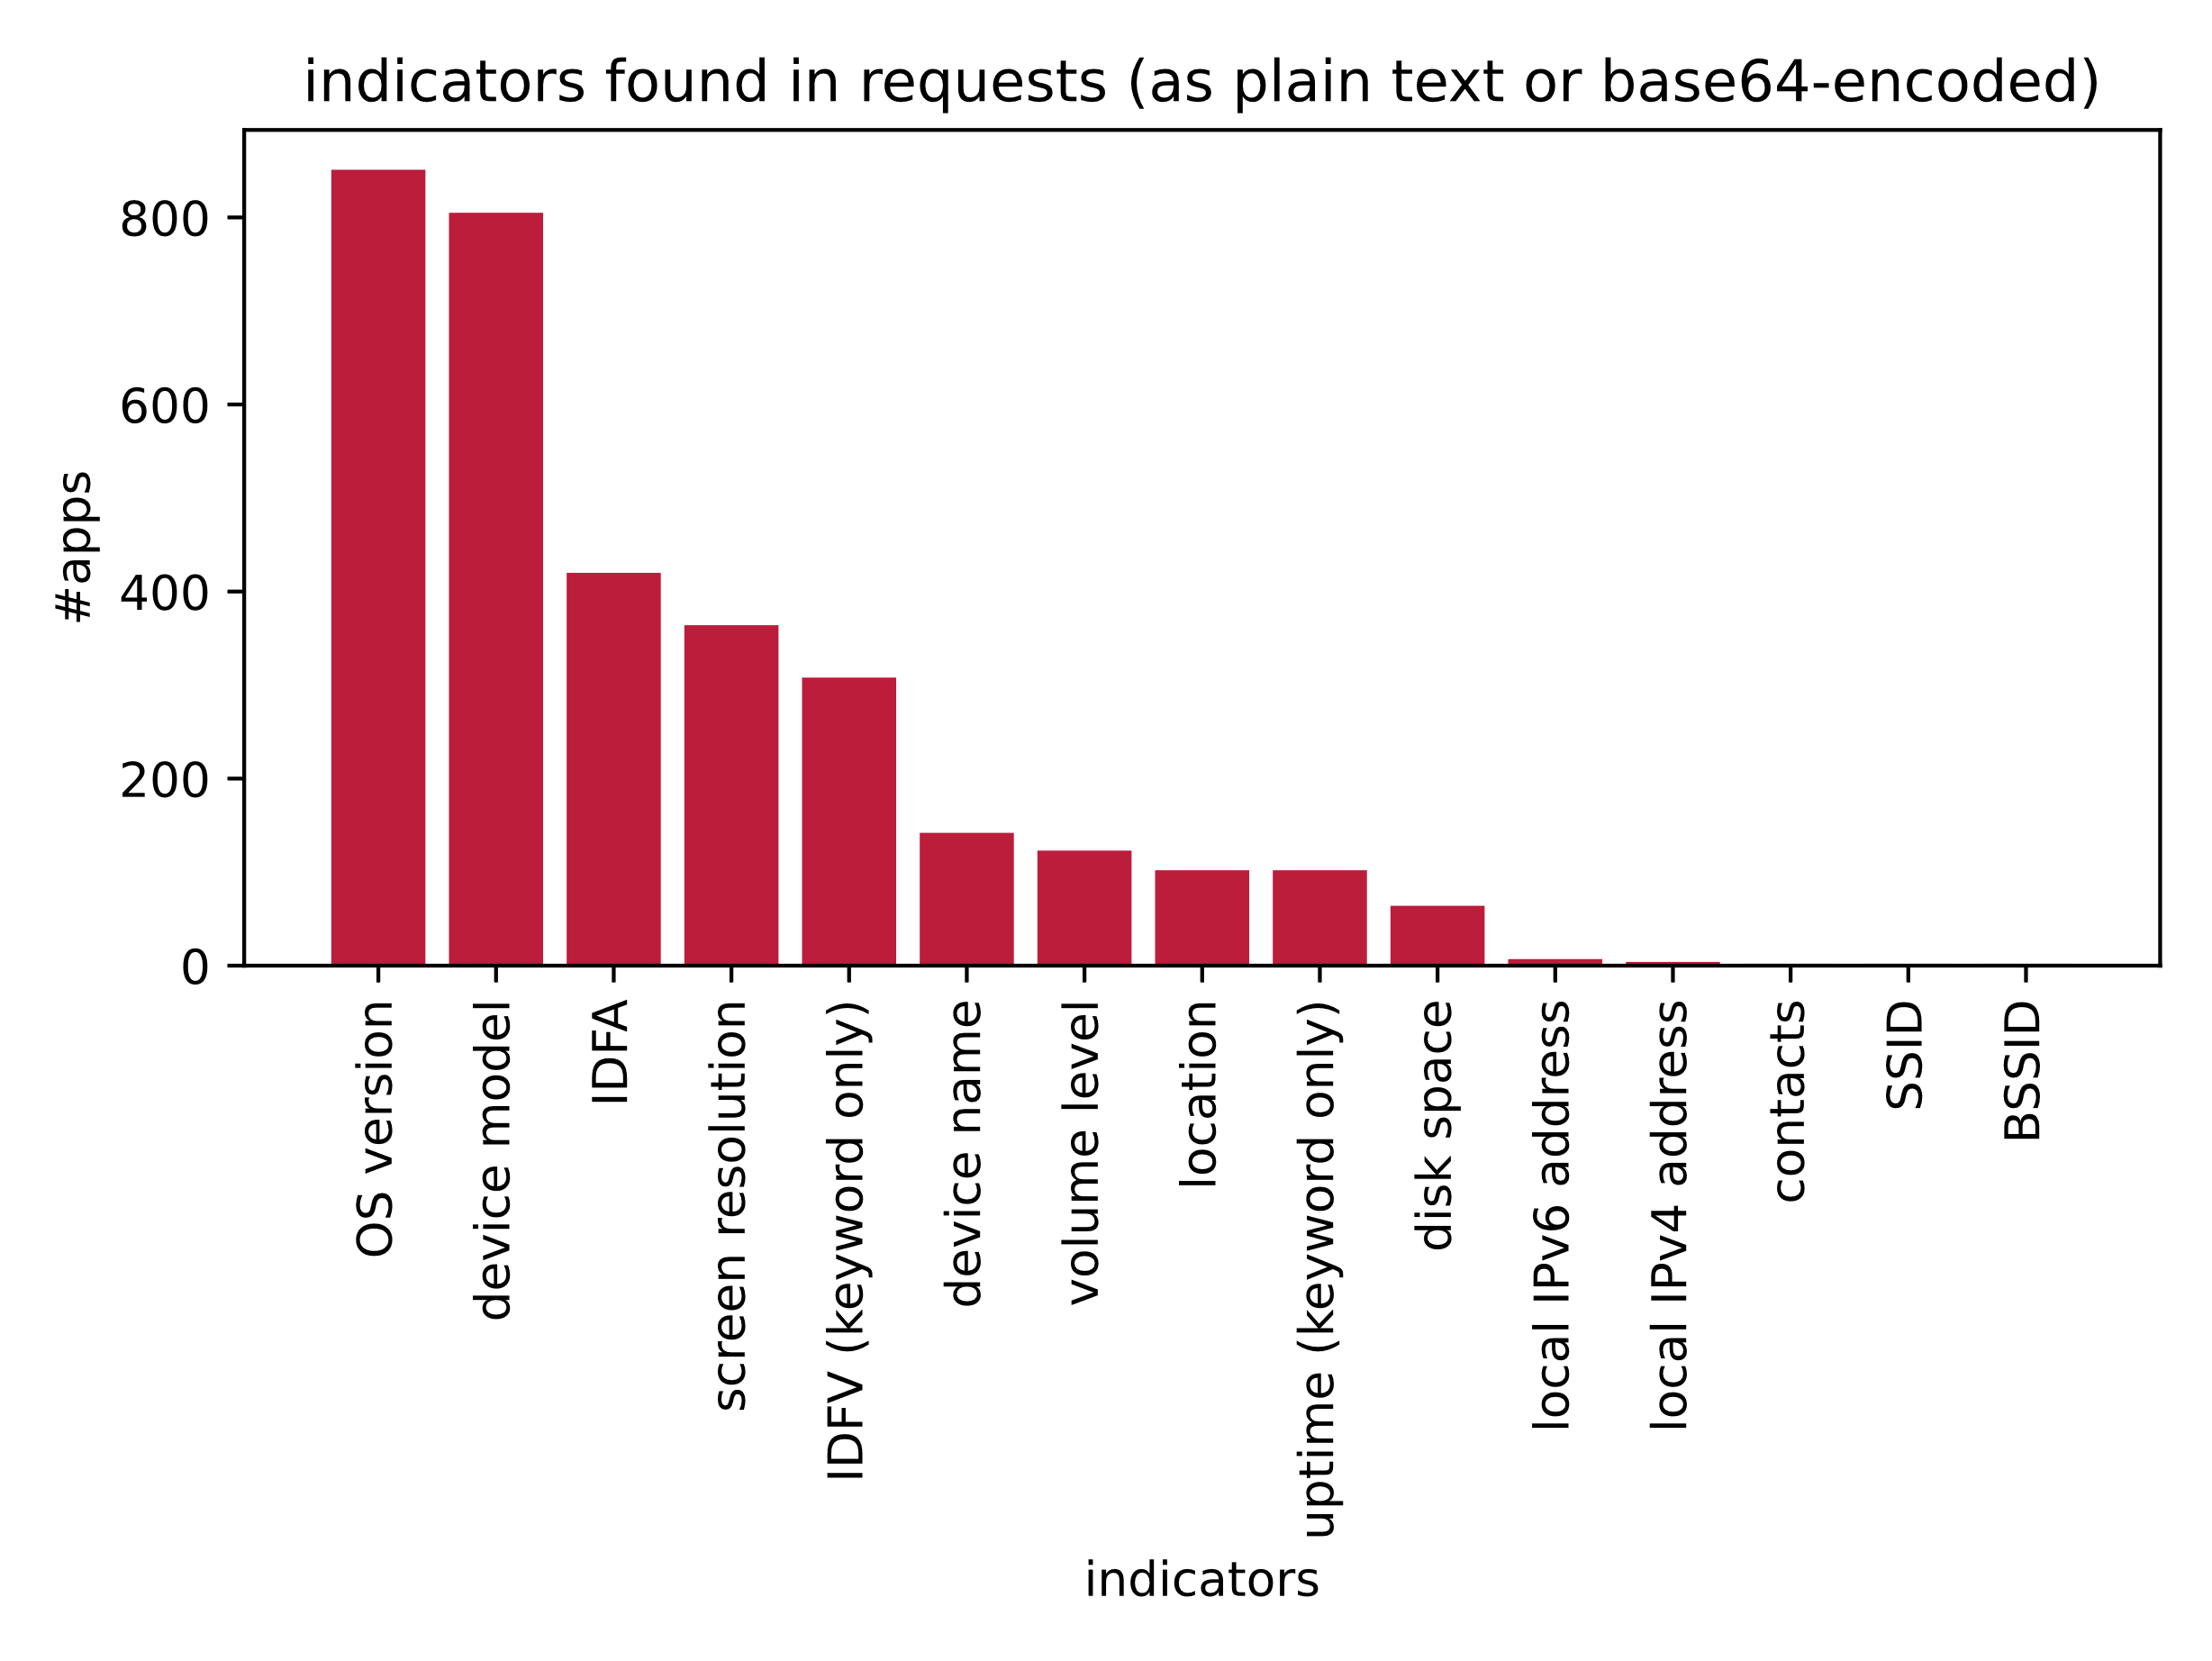 indicators found in requests (as plain text or base64-encoded)
#apps
800
600
400
200
0
OS version
device model
IDFA
screen resolution
IDFV (keyword only)
device name
volume level
location
uptime (keyword only)
disk space
local IPv6 address
local IPv4 address
contacts
SSID
BSSID
indicators